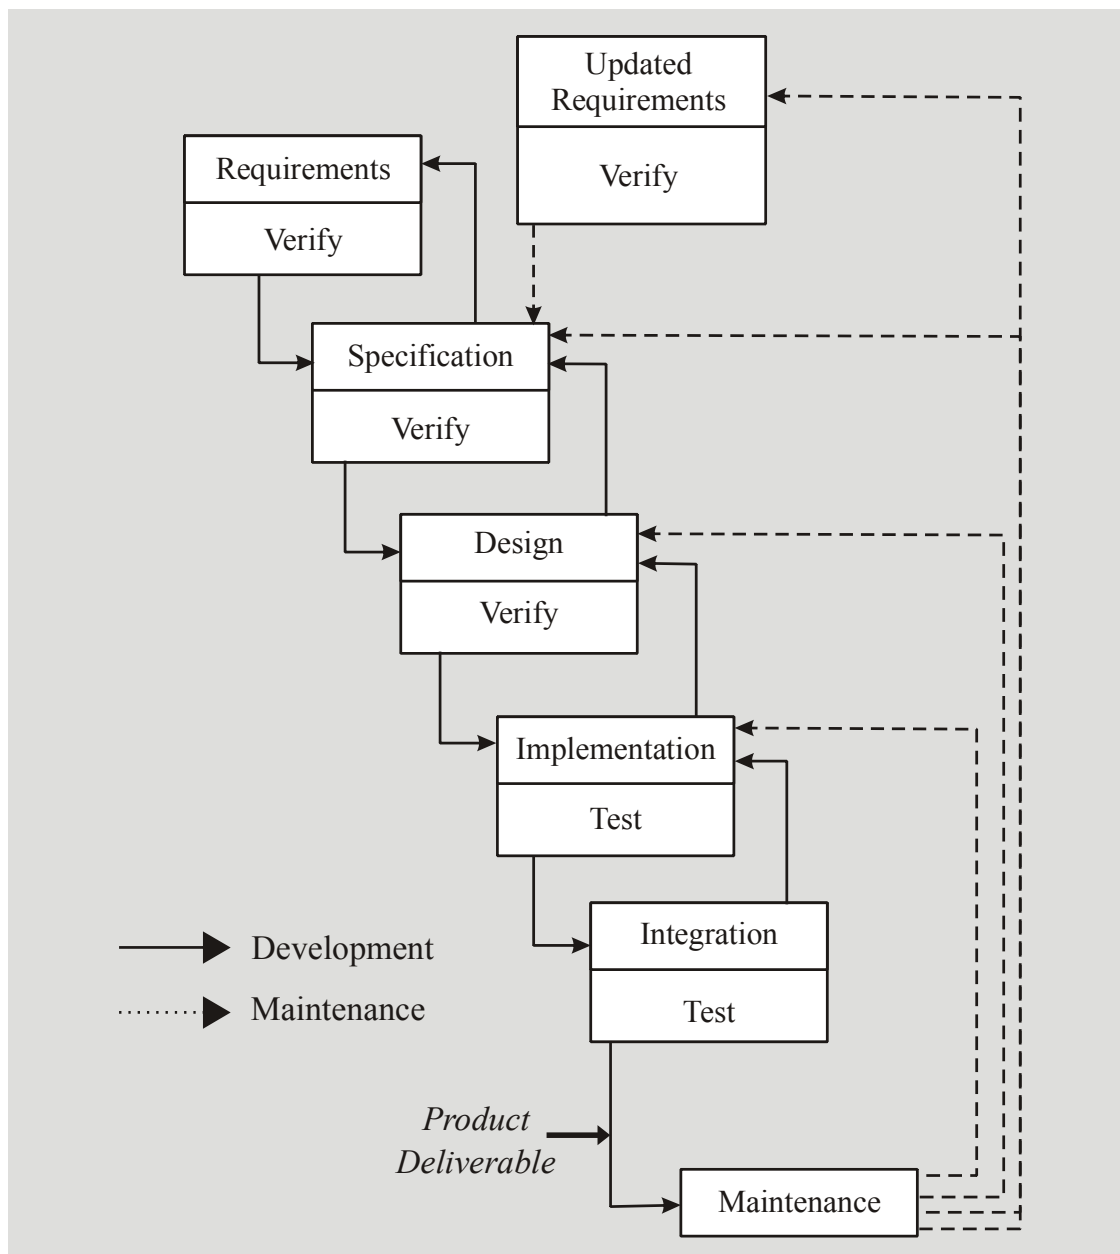 Updated
Requirements
Verify
Requirements
Verify
Specification
Verify
Design
Verify
Implementation
Test
Integration
Test
Development
Maintenance
Product
Deliverable
Maintenance